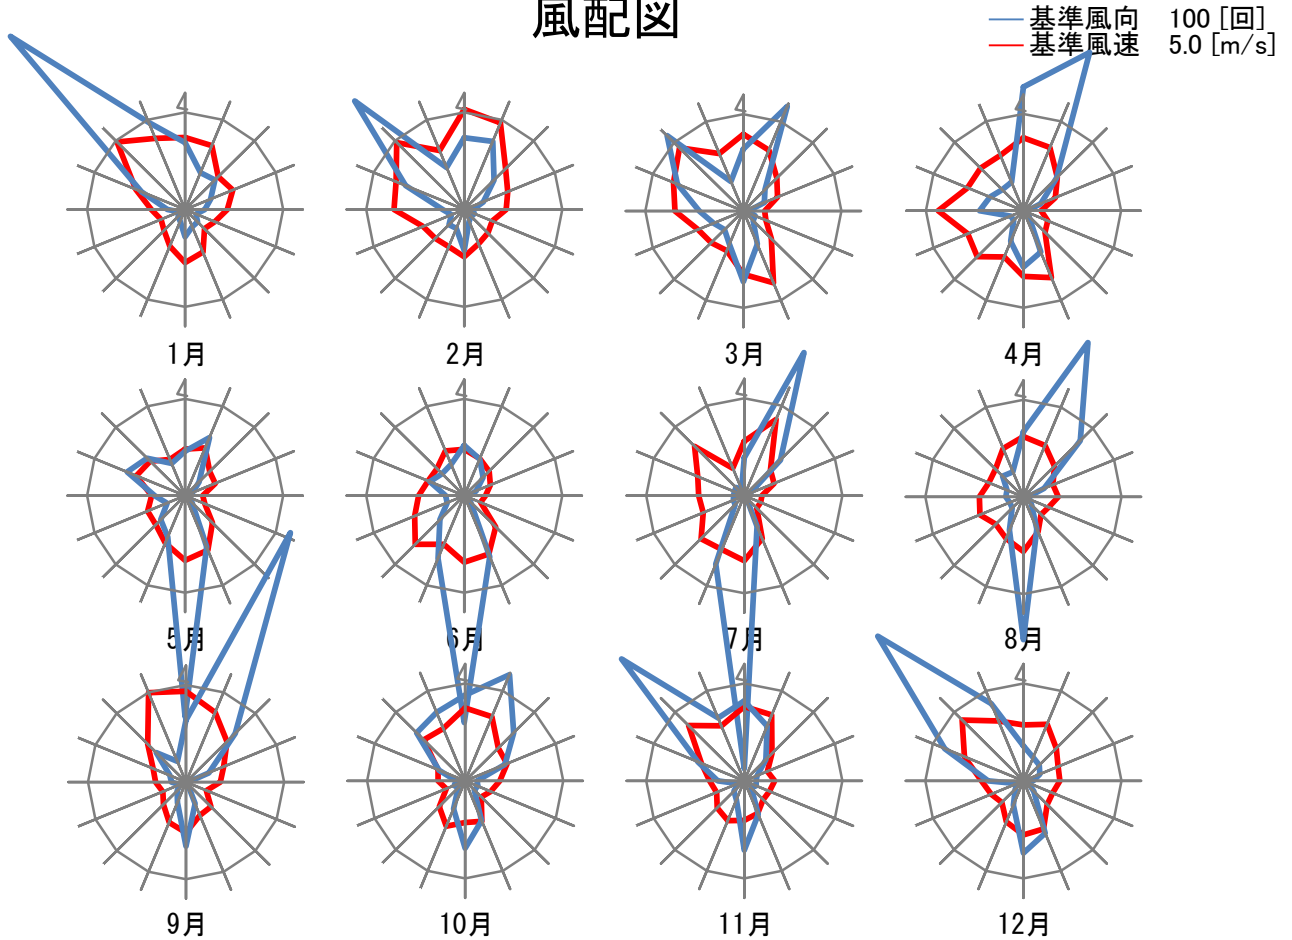 風配図
基準風向 100 [回]
基準風速 5.0 [m/s]
1月 2月 3月 4月
5月 6月 7月 8月
9月 10月 11月 12月